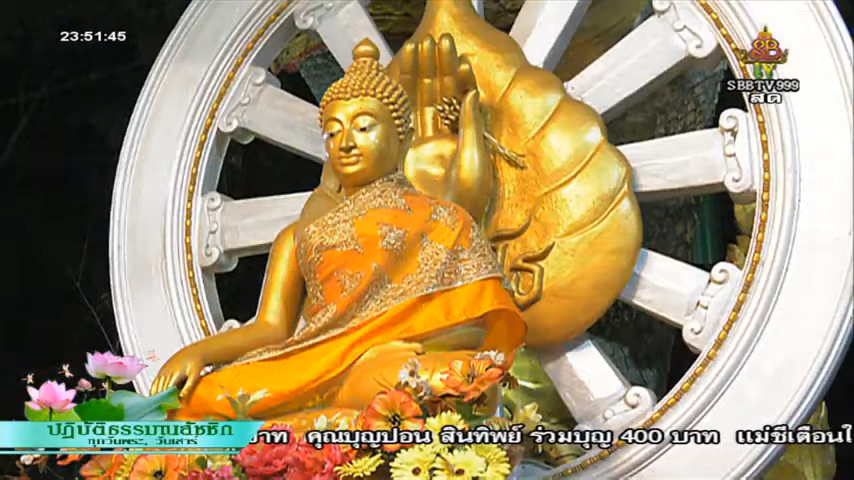 23:51:45
SBBTV999
สด
ปฏิบัติธรรมานิสัชชิก
ทุกวันพระ, วันเสาร์
บาท คุณบุญป้อน สินทิพย์ ร่วมบุญ 400 บาท แม่ชีเตือนใ